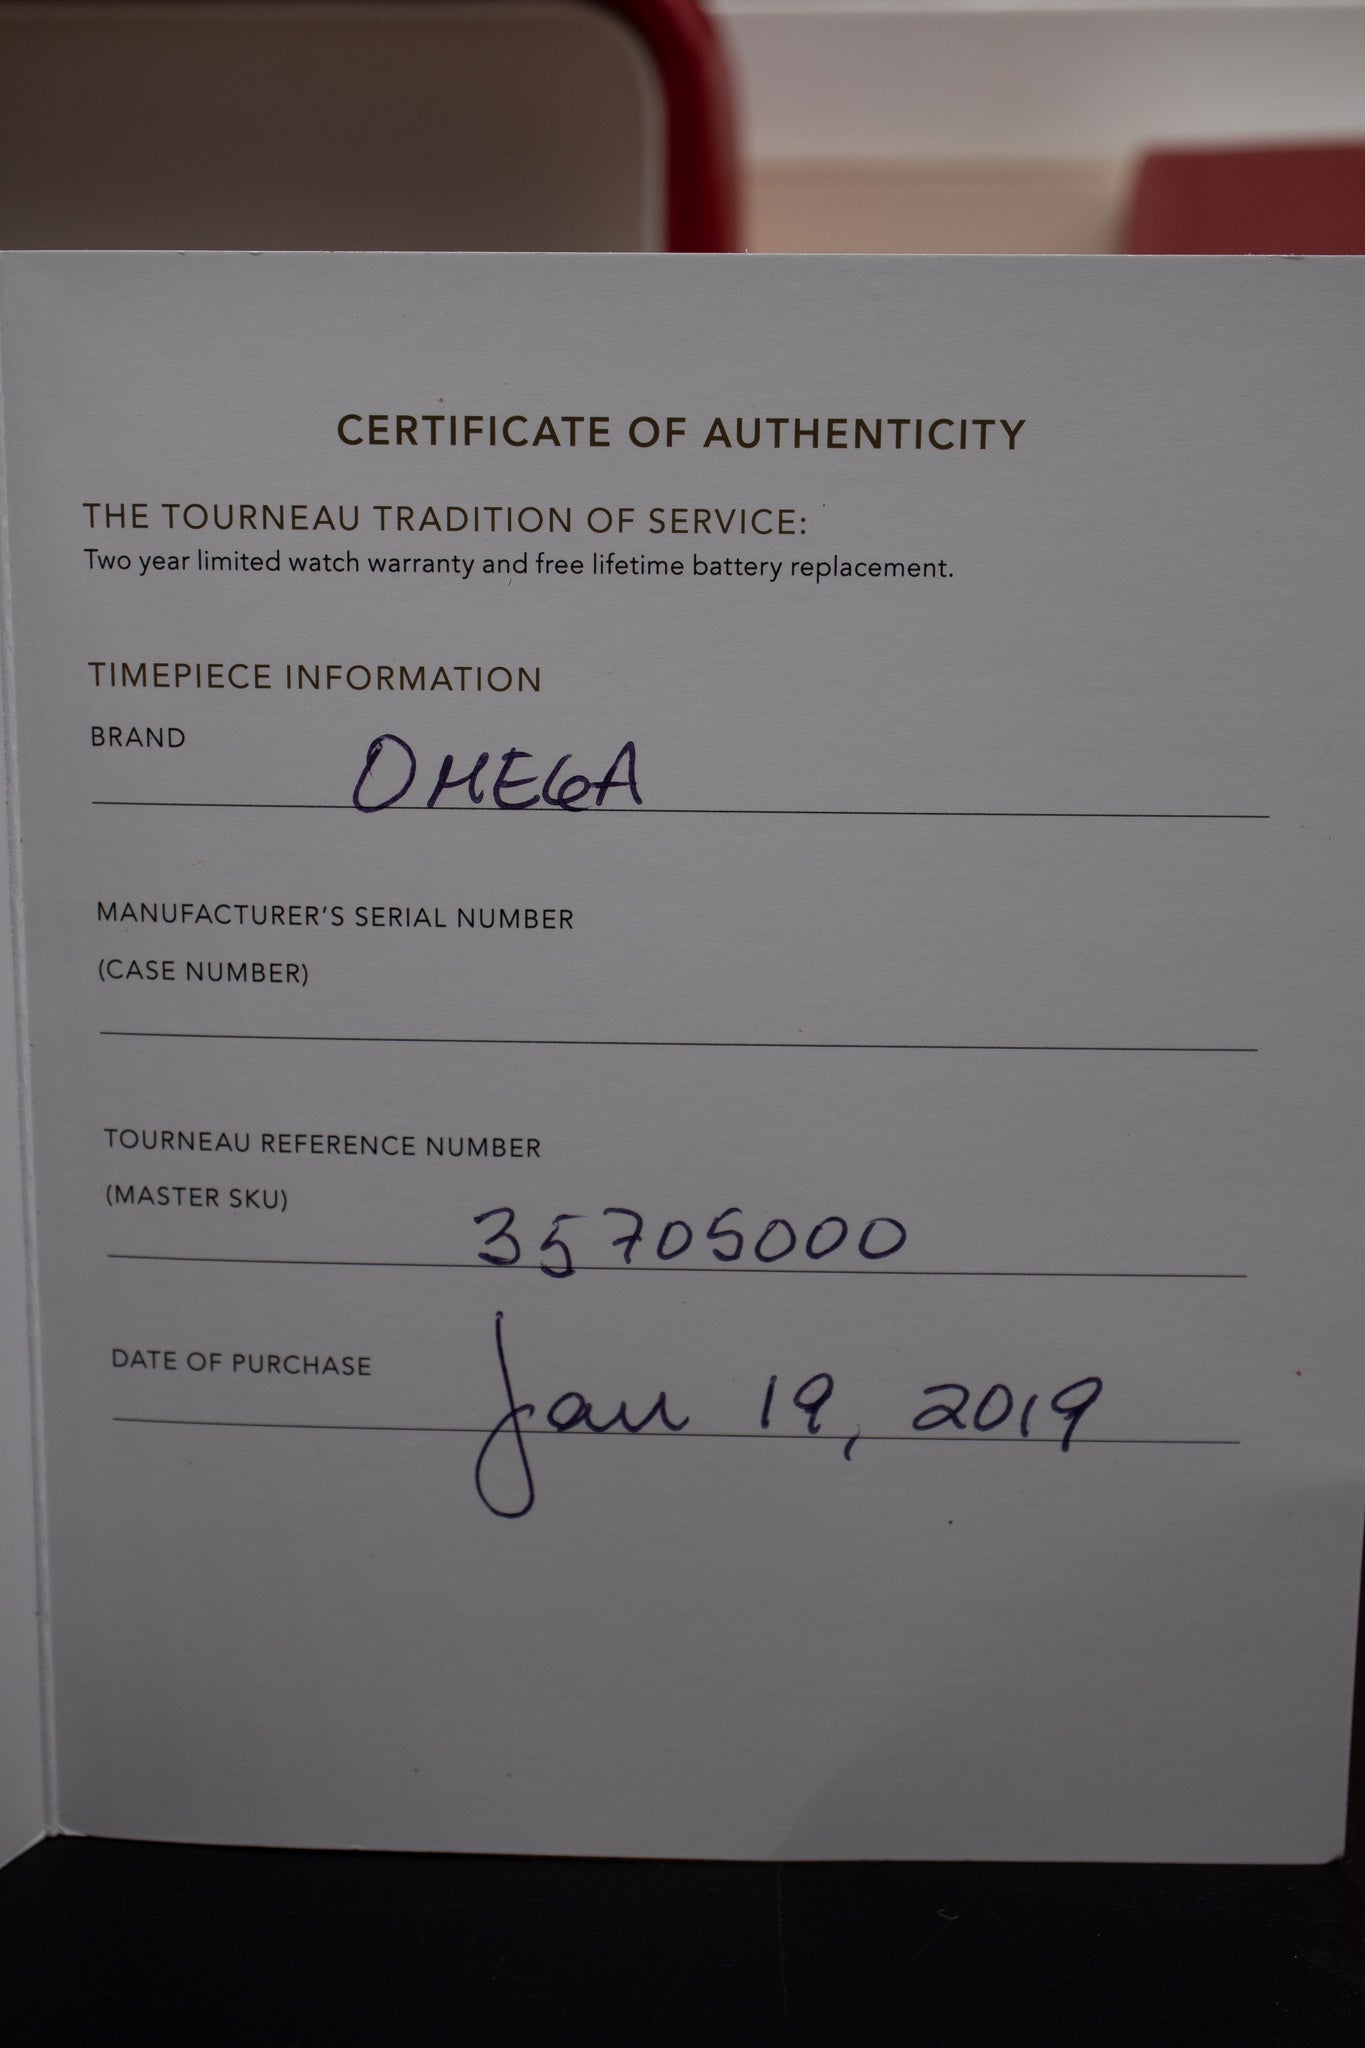 CERTIFICATE OF AUTHENTICITY
THE TOURNEAU TRADITION OF SERVICE:
Two year limited watch warranty and free lifetime battery replacement.
TIMEPIECE INFORMATION
BRAND OMEGA
MANUFACTURER'S SERIAL NUMBER
(CASE NUMBER)
TOURNEAU REFERENCE NUMBER
(MASTER SKU) 35705000
DATE OF PURCHASE Jan 19, 2019